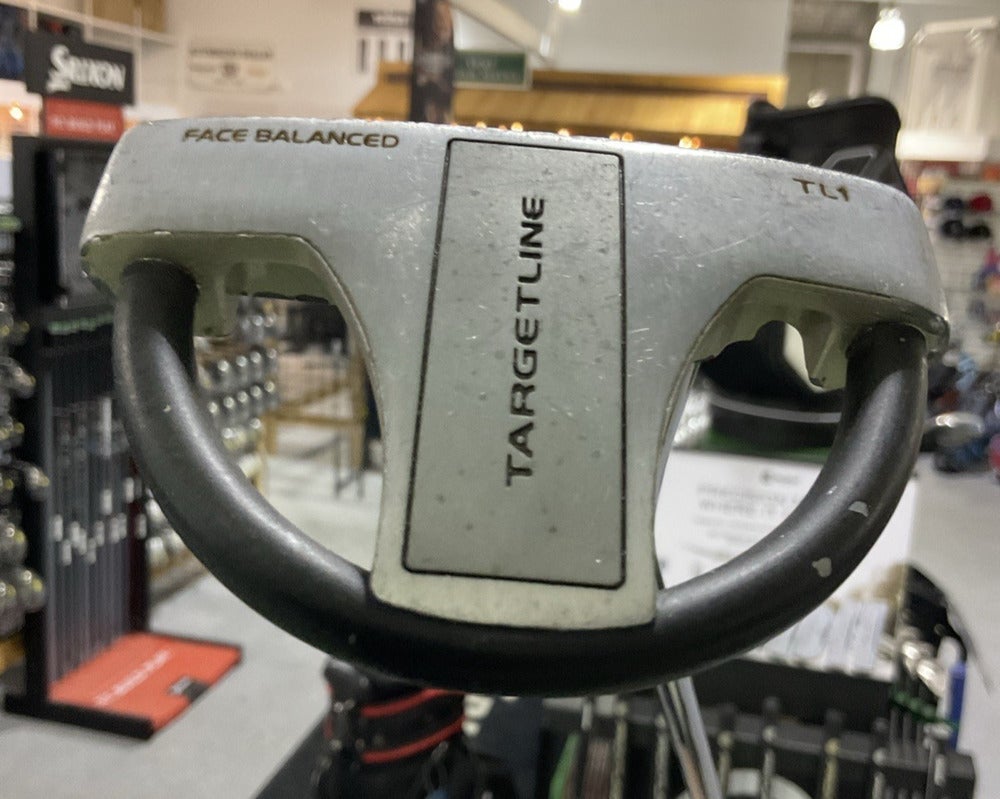 SRIXON
FACE BALANCED
TL1
TARGETLINE